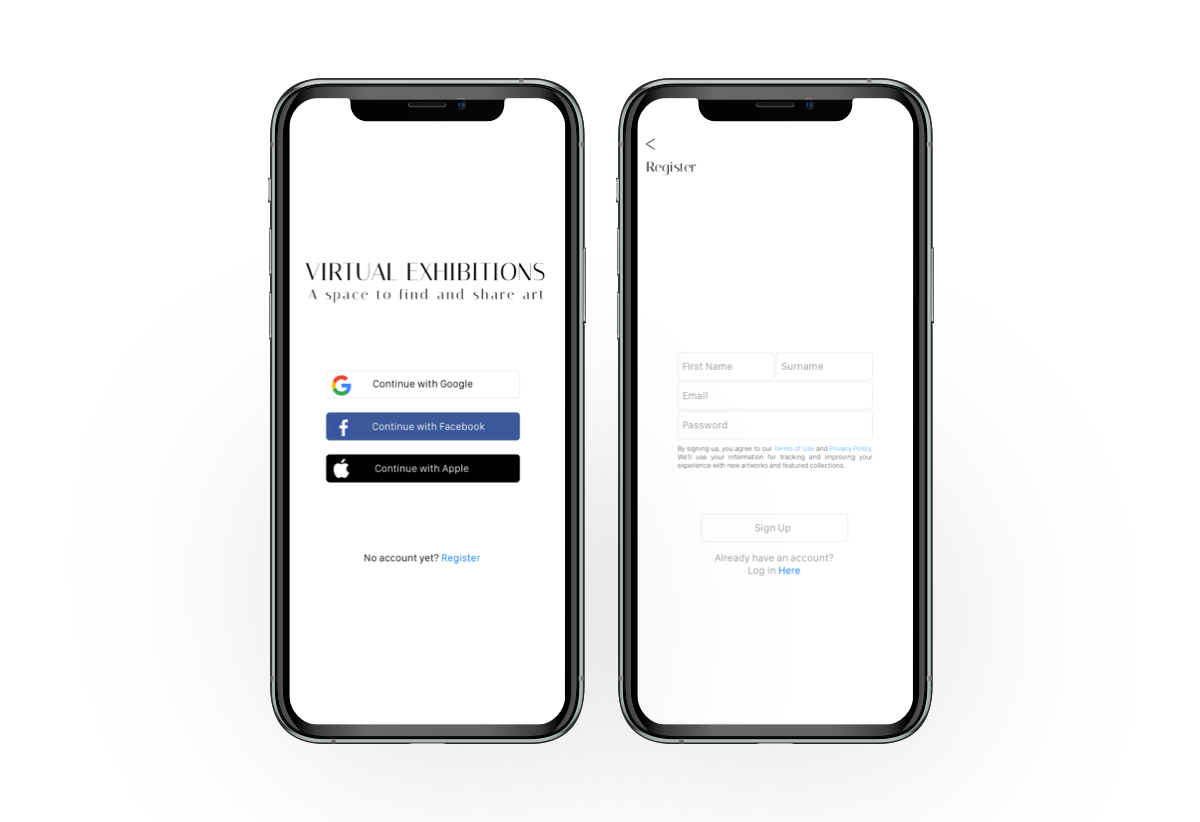 VIRTUAL EXHIBITIONS
A space to find and share art
Continue with Google
Continue with Facebook
Continue with Apple
No account yet? Register
<
Register
First Name Surname
Email
Password
By signing up, you agree to our Terms of Use and Privacy Policy.
We'll use your information for tracking and improving your
experience with new artworks and featured collections.
Sign Up
Already have an account?
Log in Here